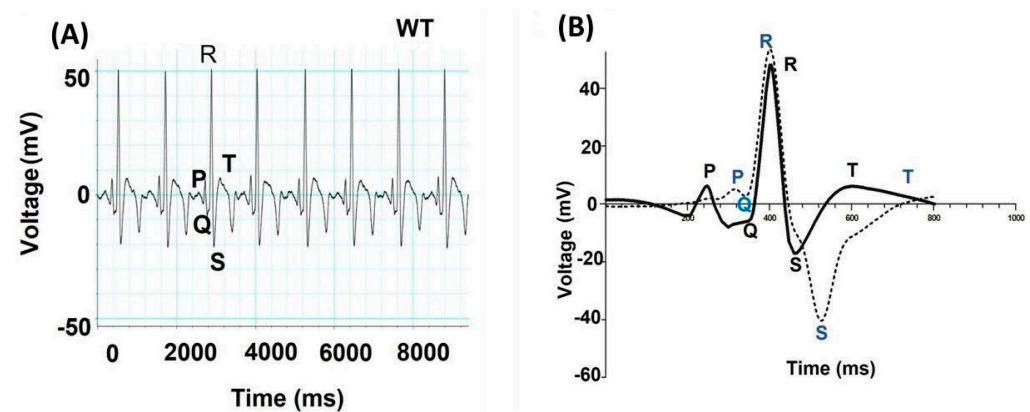 (A)
WT
R
50
P
T
0
Q
S
-50
Voltage (mV)
0 2000 4000 6000 8000
Time (ms)
(B)
R
R
40
20
P
P
T
T
0
Q
Q
200 400 600 800 1000
S
-20
-40
S
-60
Voltage (mV)
Time (ms)